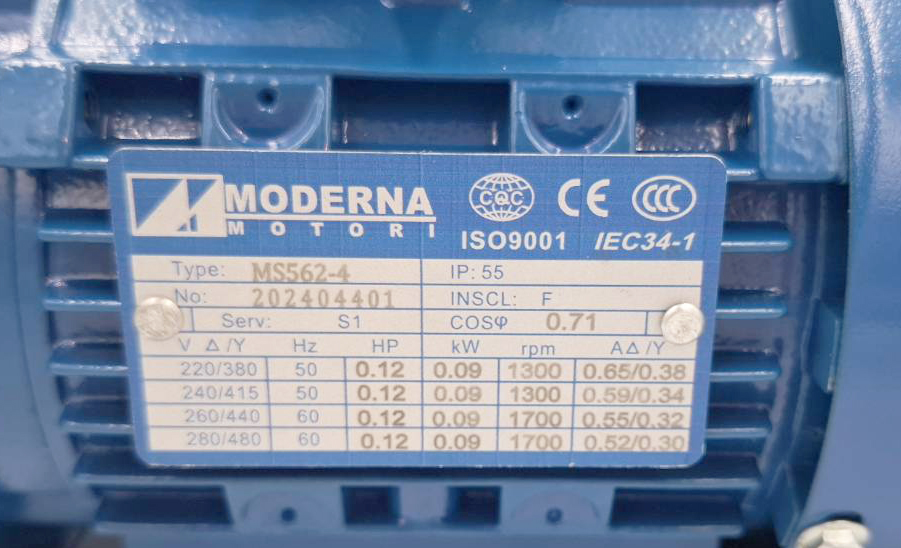 MODERNA
MOTORI
CQC CE CCC
ISO9001 IEC34-1
Type: MS562-4 IP: 55
No: 202404401 INSCL: F
Serv: S1 COSφ 0.71
V Δ/Y Hz HP kW rpm AΔ/Y
220/380 50 0.12 0.09 1300 0.65/0.38
240/415 50 0.12 0.09 1300 0.59/0.34
260/440 60 0.12 0.09 1700 0.55/0.32
280/480 60 0.12 0.09 1700 0.52/0.30